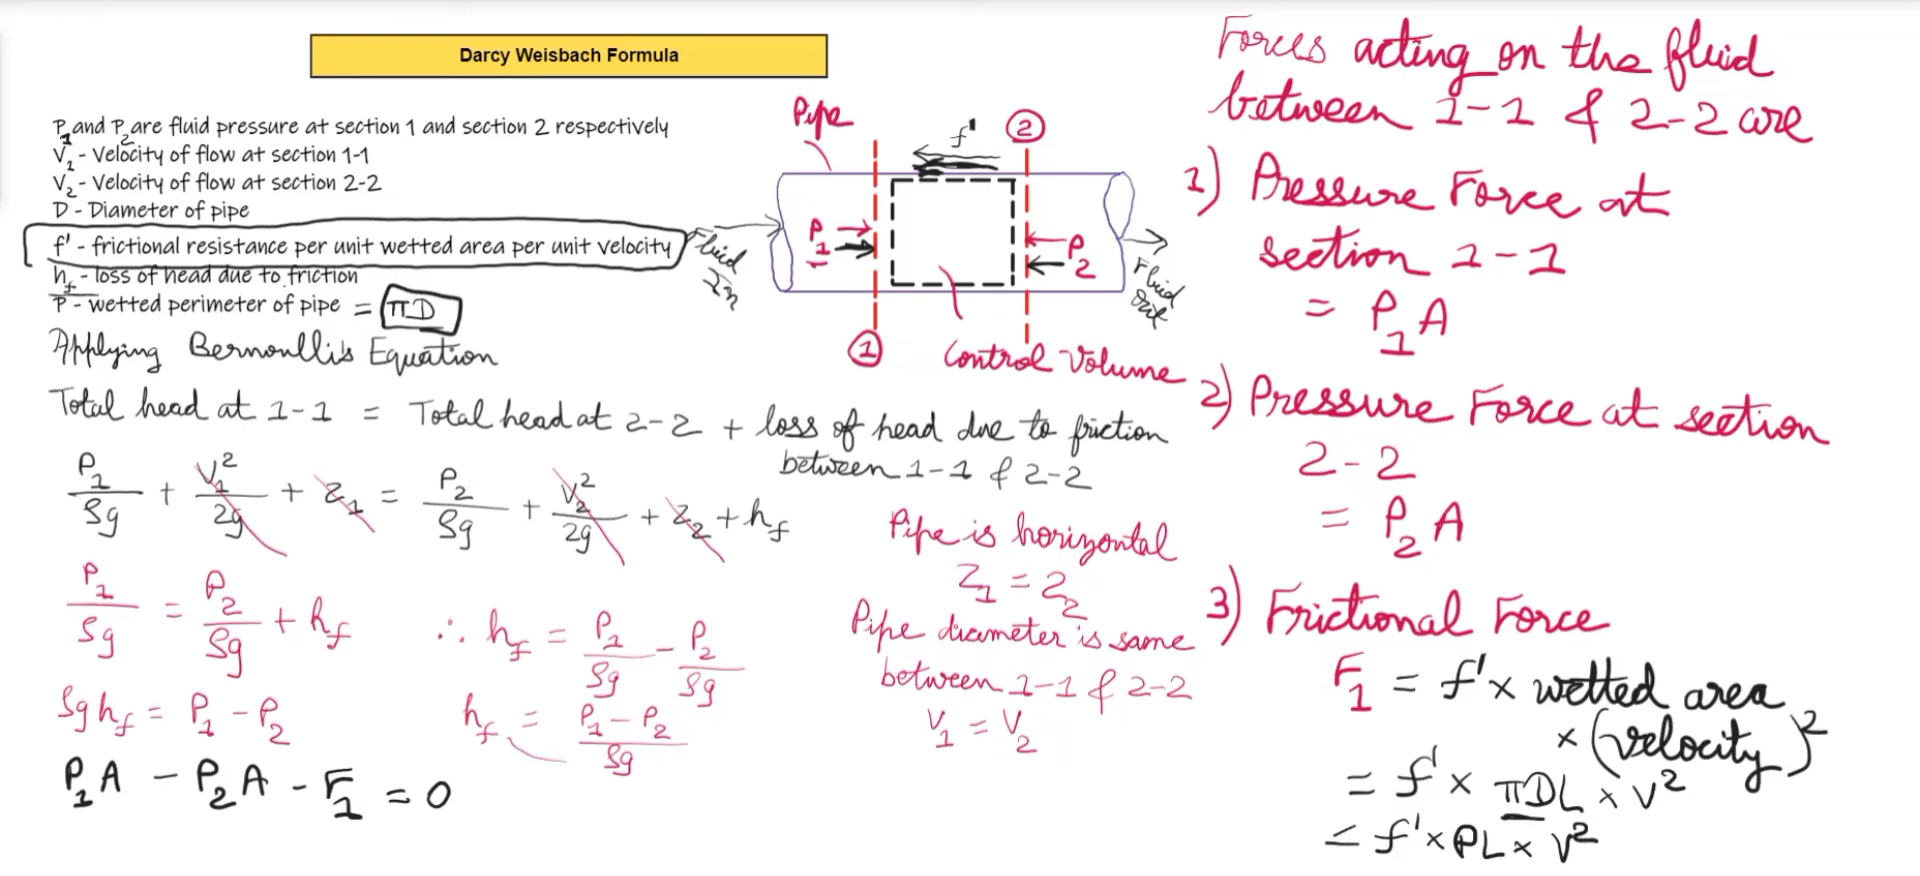 Darcy Weisbach Formula
P1 and P2 are fluid pressure at section 1 and section 2 respectively
V1 - Velocity of flow at section 1-1
V2 - Velocity of flow at section 2-2
D - Diameter of pipe
f' - frictional resistance per unit wetted area per unit velocity
hf - loss of head due to friction
P - wetted perimeter of pipe = πD
Applying Bernoulli's Equation
Total head at 1-1 = Total head at 2-2 + loss of head due to friction
between 1-1 & 2-2
P1/ρg + V1²/2g + Z1 = P2/ρg + V2²/2g + Z2 + hf
P1/ρg = P2/ρg + hf ∴ hf = P1/ρg - P2/ρg
ρghf = P1 - P2 hf = P1 - P2/ρg
P1A - P2A - F1 = 0
Pipe is horizontal
Z1 = Z2
Pipe diameter is same
between 1-1 & 2-2
V1 = V2
Pipe
f'
2
Fluid
In
P1
P2
Fluid
out
1
Control Volume
Forces acting on the fluid
between 1-1 & 2-2 are
1) Pressure Force at
section 1-1
= P1A
2) Pressure Force at section
2-2
= P2A
3) Frictional Force
F1 = f' x wetted area
x (velocity)²
= f' x πDL x V²
= f' x PL x V²